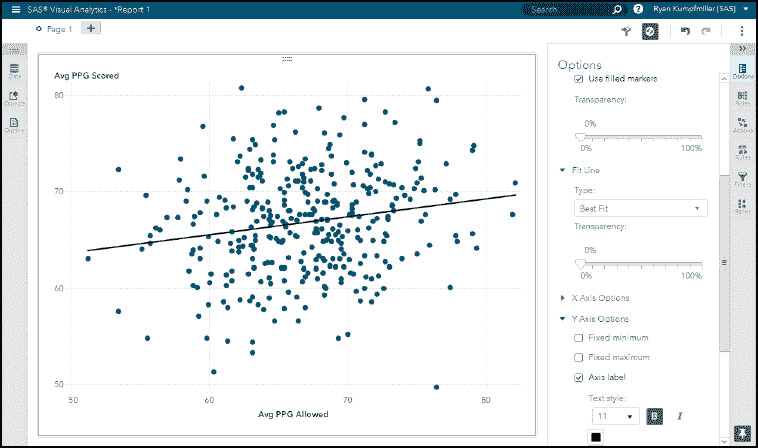 SAS® Visual Analytics - *Report 1
Search
Ryan Kumpfmiller [SAS]
Page 1
Avg PPG Scored
80
70
60
50
50
60
70
80
Avg PPG Allowed
Options
Use filled markers
Transparency:
0%
0%
100%
Fit Line
Type:
Best Fit
Transparency:
0%
0%
100%
X Axis Options
Y Axis Options
Fixed minimum
Fixed maximum
Axis label
Text style:
11
B
I